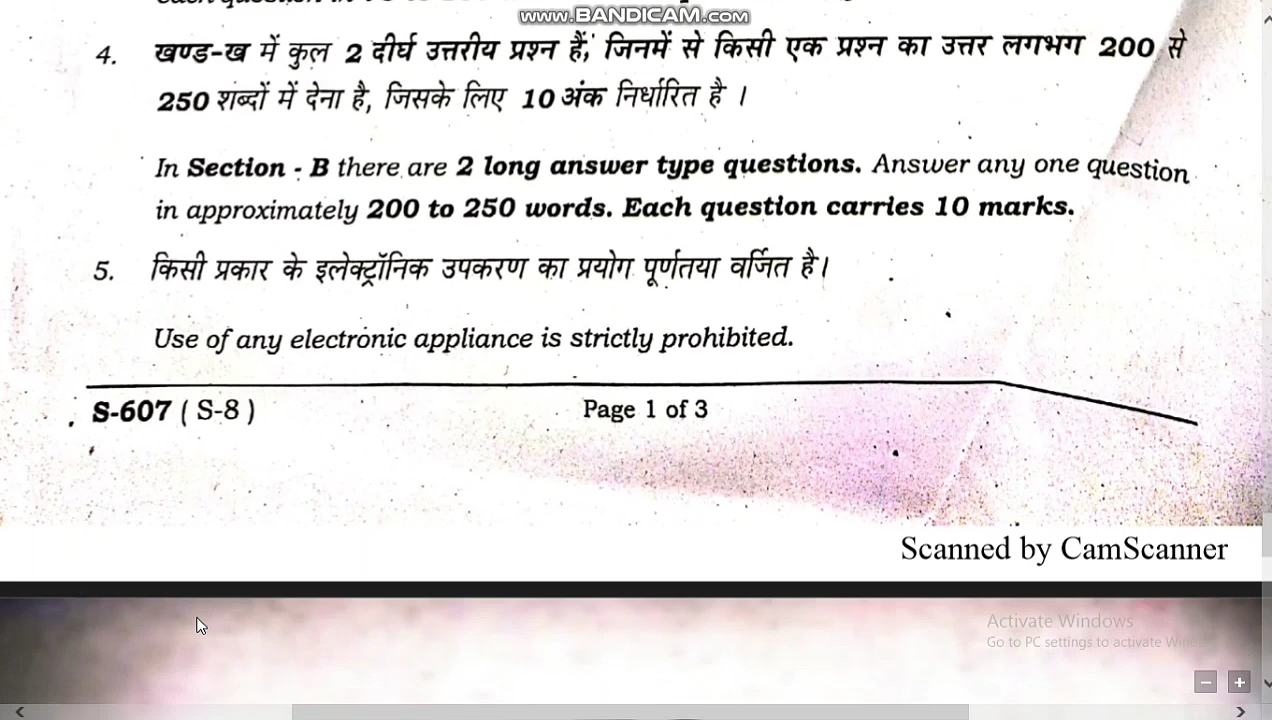 www.BANDICAM.com
4. खण्ड-ख में कुल 2 दीर्घ उत्तरीय प्रश्न हैं, जिनमें से किसी एक प्रश्न का उत्तर लगभग 200 से
250 शब्दों में देना है, जिसके लिए 10 अंक निर्धारित है ।
In Section - B there are 2 long answer type questions. Answer any one question
in approximately 200 to 250 words. Each question carries 10 marks.
5. किसी प्रकार के इलेक्ट्रॉनिक उपकरण का प्रयोग पूर्णतया वर्जित है।
Use of any electronic appliance is strictly prohibited.
S-607 ( S-8 ) Page 1 of 3
Scanned by CamScanner
Activate Windows
Go to PC settings to activate